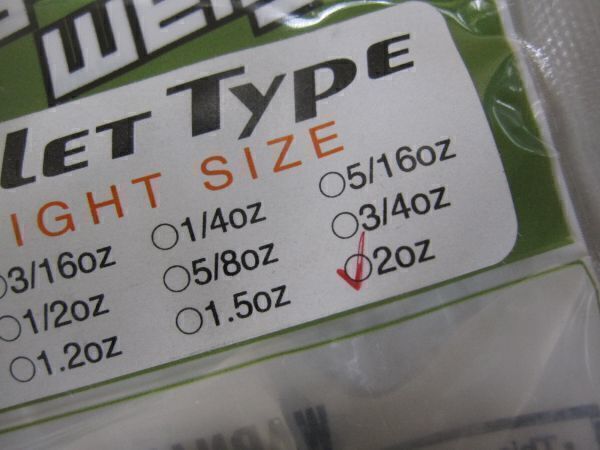 LET TYPE
IGHT SIZE
3/16oz 1/4oz 5/16oz
1/2oz 5/8oz 3/4oz
1.2oz 1.5oz 2oz